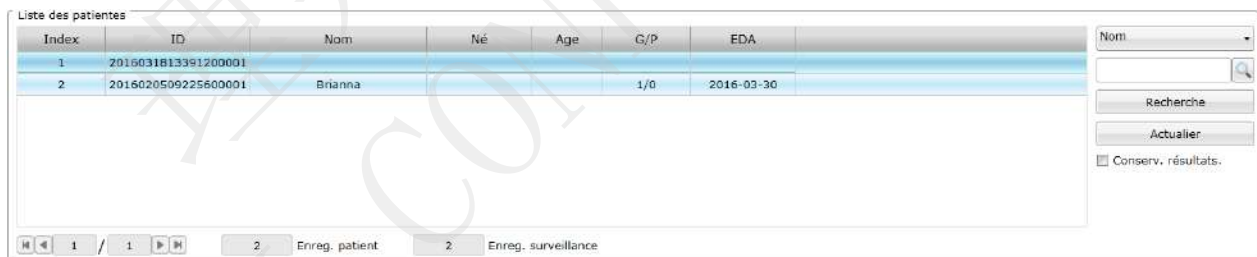 Liste des patientes
Index ID Nom Né Age G/P EDA
1 2016031813391200001
2 2016020509225600001 Brianna 1/0 2016-03-30
Nom
Recherche
Actualier
Conserv. résultats.
1 / 1 2 Enreg. patient 2 Enreg. surveillance